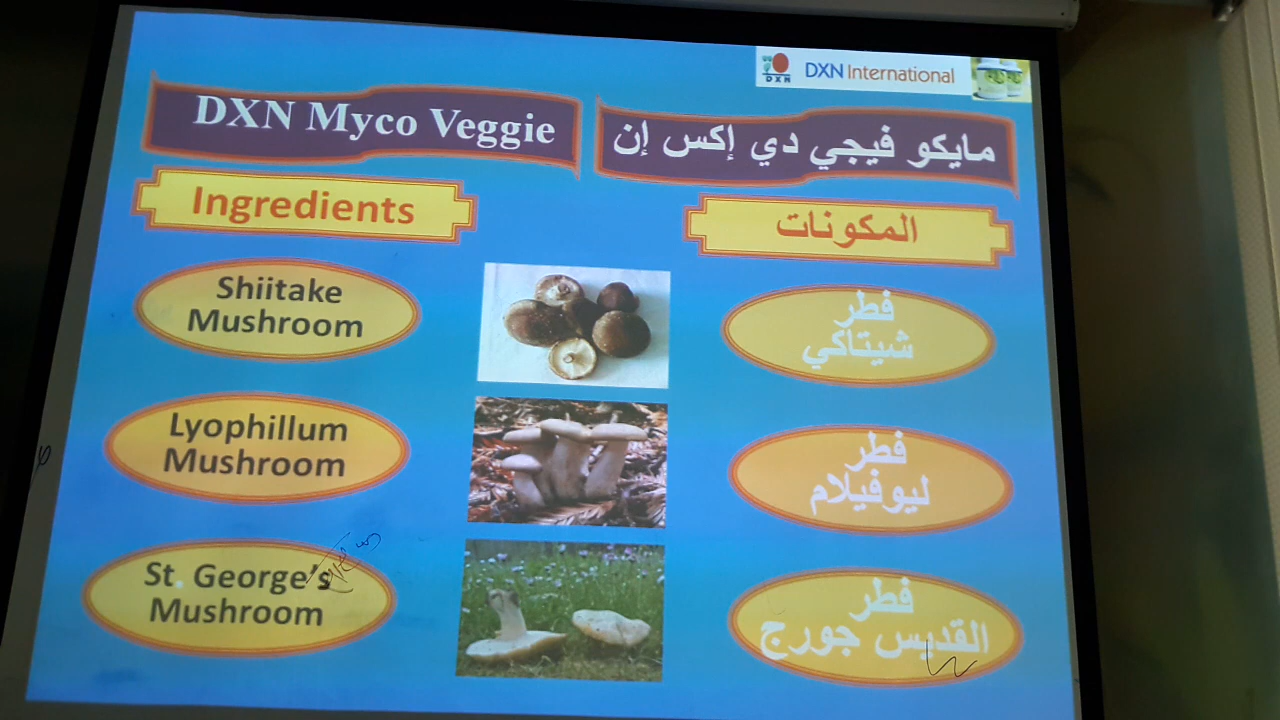 DXN
DXN International
DXN Myco Veggie
مايكو فيجي دي إكس إن
Ingredients
المكونات
Shiitake
Mushroom
فطر
شيتاكي
Lyophillum
Mushroom
فطر
ليوفيلام
St. George's
Mushroom
فطر
القديس جورج